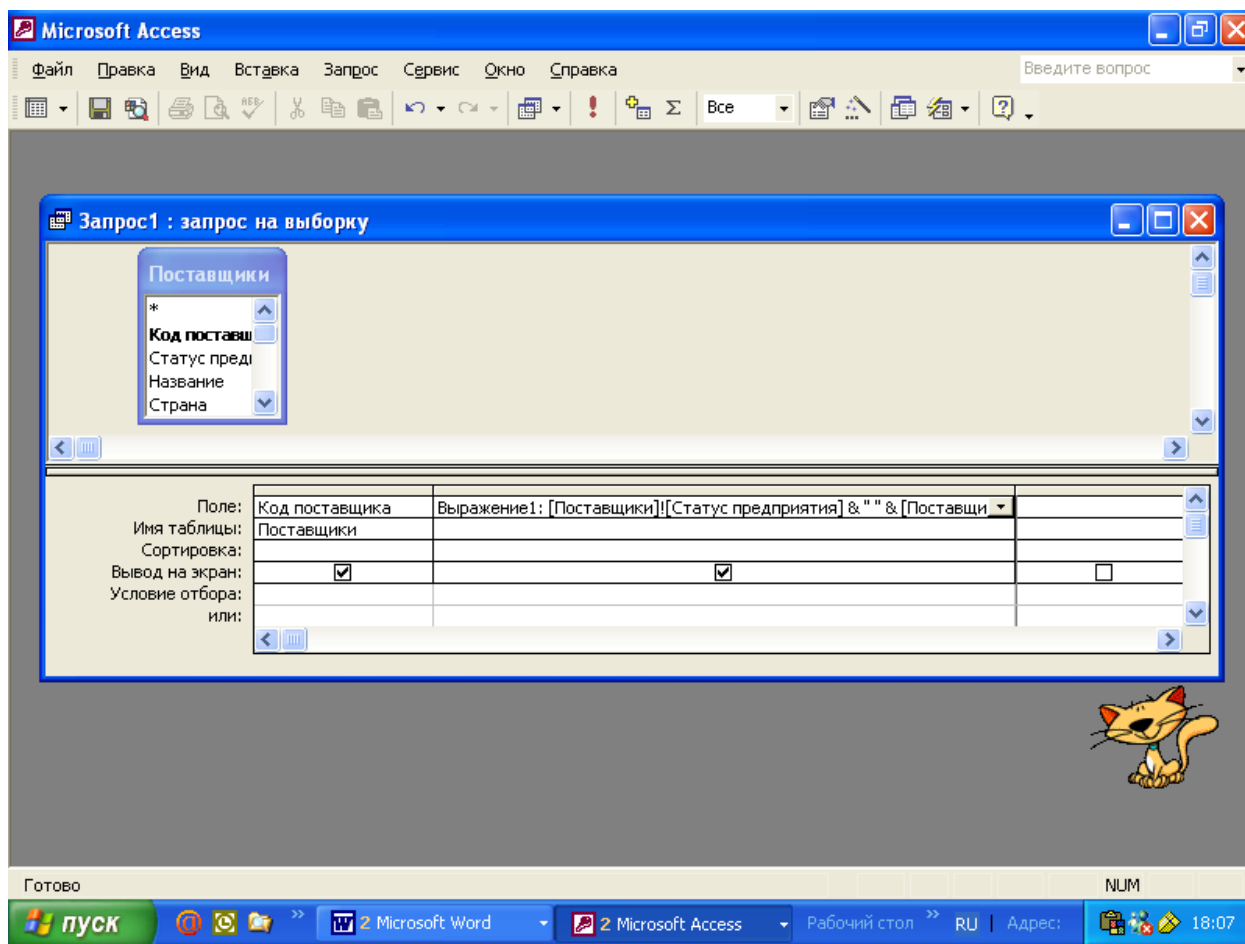 Microsoft Access
Файл Правка Вид Вставка Запрос Сервис Окно Справка Введите вопрос
Все
Запрос1 : запрос на выборку
Поставщики
*
Код поставщ
Статус пред
Название
Страна
Поле: Код поставщика Выражение1: [Поставщики]![Статус предприятия] & " " & [Поставщи
Имя таблицы: Поставщики
Сортировка:
Вывод на экран:
Условие отбора:
или:
Готово NUM
пуск 2 Microsoft Word 2 Microsoft Access Рабочий стол RU Адрес: 18:07